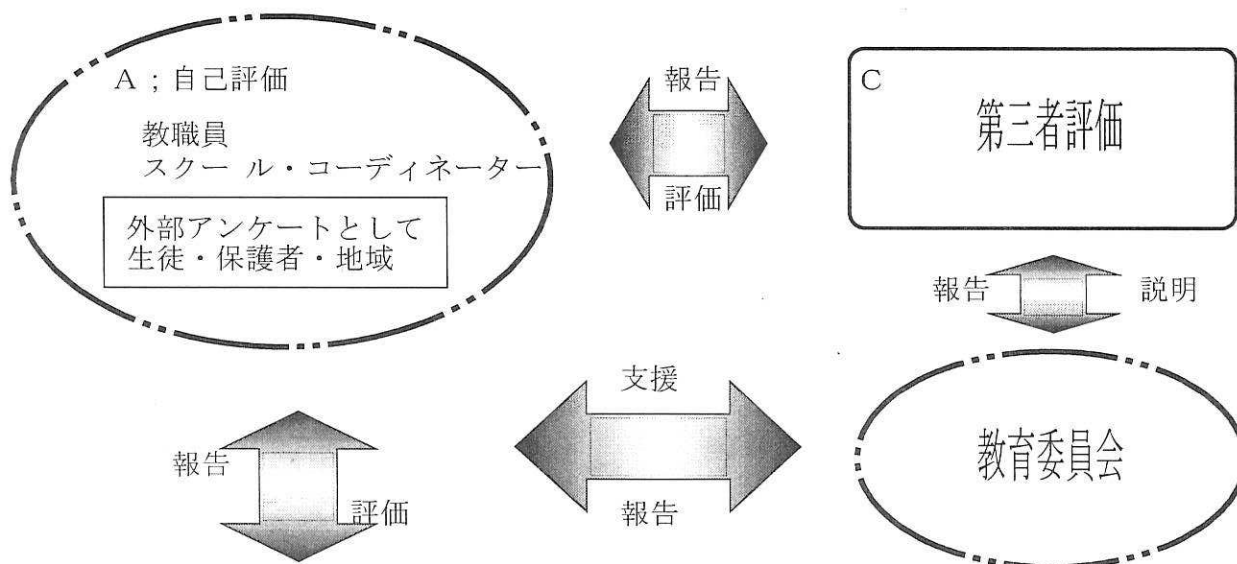 A；自己評価
教職員
スクール・コーディネーター
外部アンケートとして
生徒・保護者・地域
報告
評価
C
第三者評価
報告
説明
支援
報告
教育委員会
報告
評価